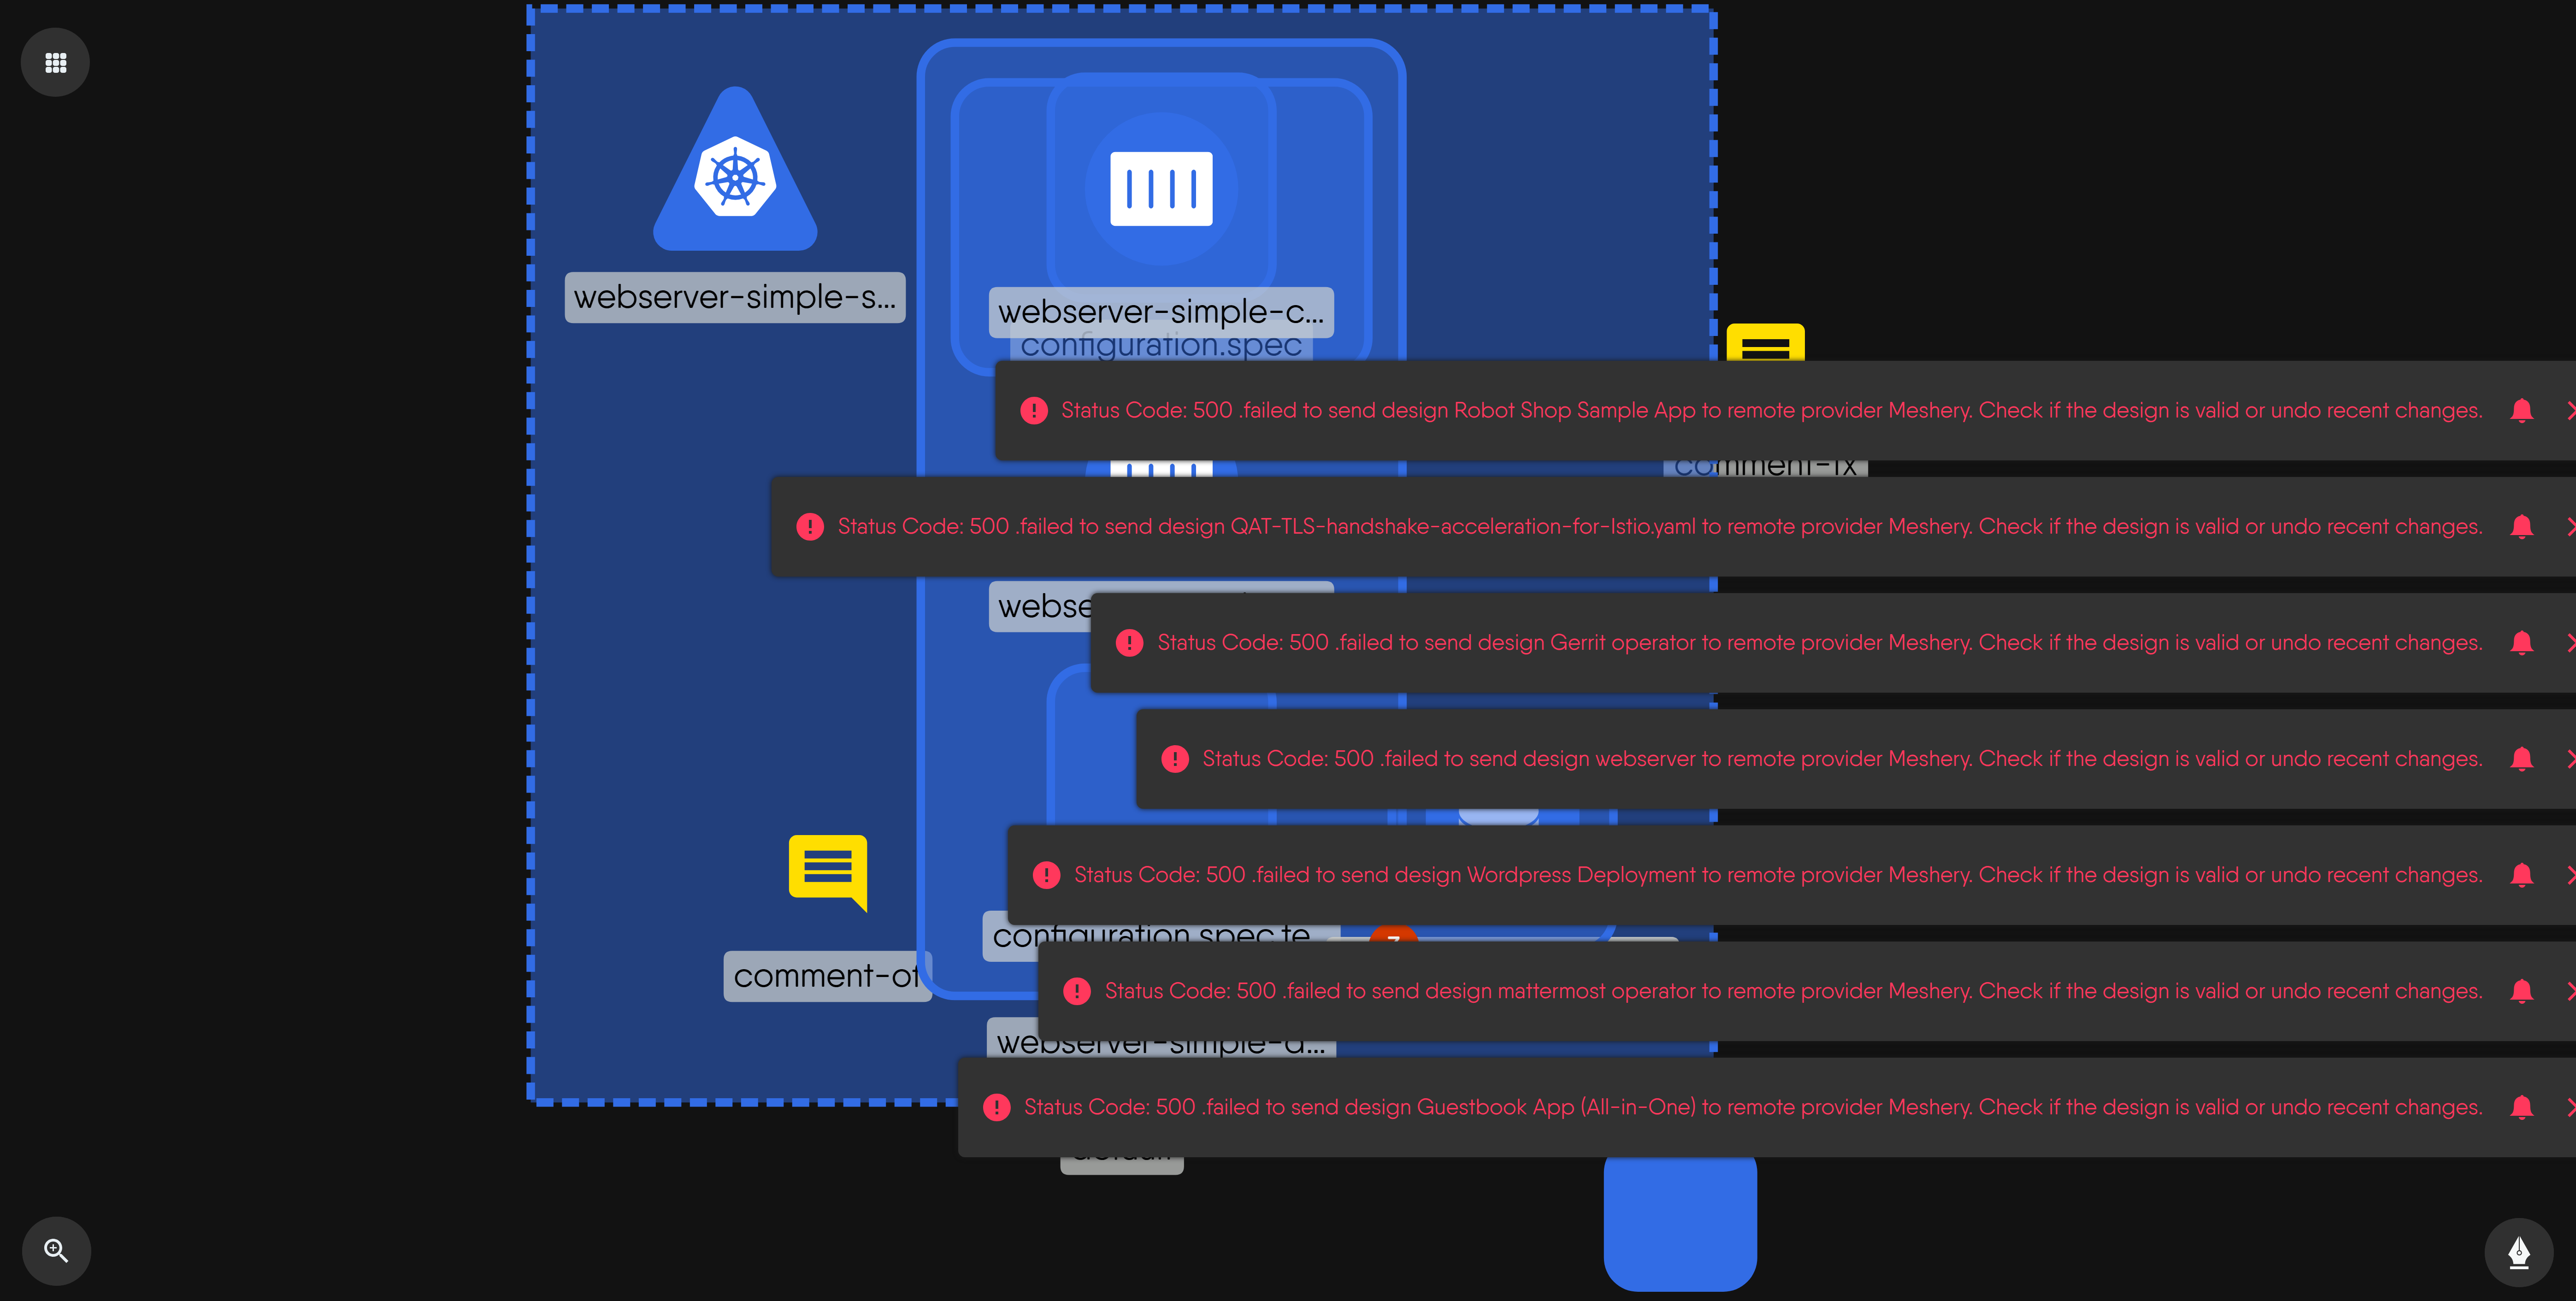 webserver-simple-s...
webserver-simple-c...
configuration.spec
Status Code: 500 .failed to send design Robot Shop Sample App to remote provider Meshery. Check if the design is valid or undo recent changes.
comment-fx
Status Code: 500 .failed to send design QAT-TLS-handshake-acceleration-for-Istio.yaml to remote provider Meshery. Check if the design is valid or undo recent changes.
webse
Status Code: 500 .failed to send design Gerrit operator to remote provider Meshery. Check if the design is valid or undo recent changes.
Status Code: 500 .failed to send design webserver to remote provider Meshery. Check if the design is valid or undo recent changes.
Status Code: 500 .failed to send design Wordpress Deployment to remote provider Meshery. Check if the design is valid or undo recent changes.
configuration.spec.te
comment-of
Status Code: 500 .failed to send design mattermost operator to remote provider Meshery. Check if the design is valid or undo recent changes.
webserver-simple-d...
Status Code: 500 .failed to send design Guestbook App (All-in-One) to remote provider Meshery. Check if the design is valid or undo recent changes.